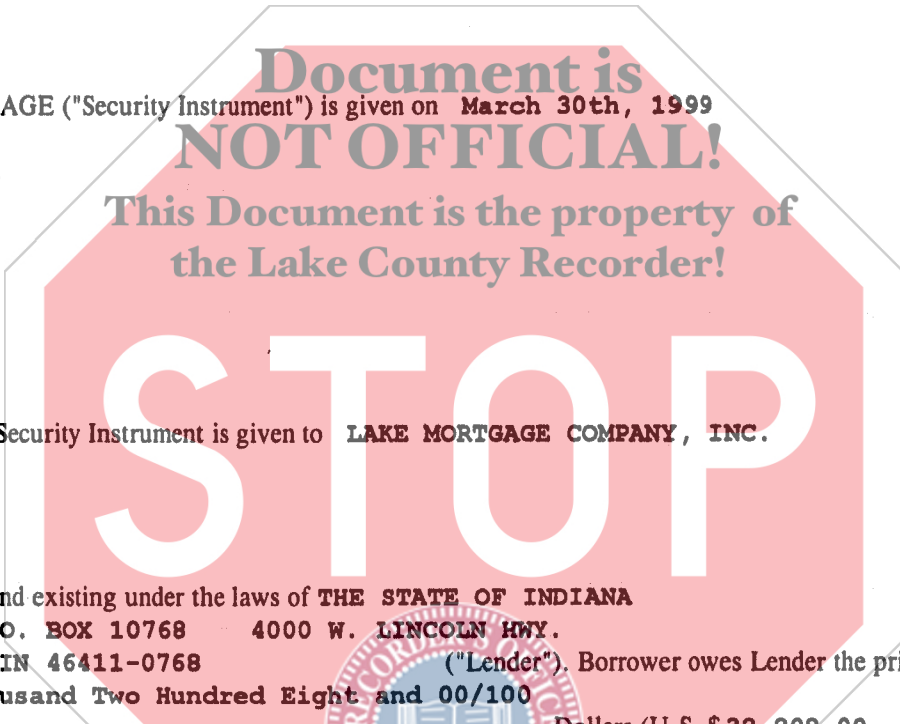 Document is
AGE ("Security Instrument") is given on March 30th, 1999
NOT OFFICIAL!
This Document is the property of
the Lake County Recorder!
STOP
Security Instrument is given to LAKE MORTGAGE COMPANY, INC.
nd existing under the laws of THE STATE OF INDIANA
O. BOX 10768 4000 W. LINCOLN HWY.
IN 46411-0768 ("Lender"). Borrower owes Lender the pri
usand Two Hundred Eight and 00/100
RECORDER'S OFFIC
Dollars (U.S. $